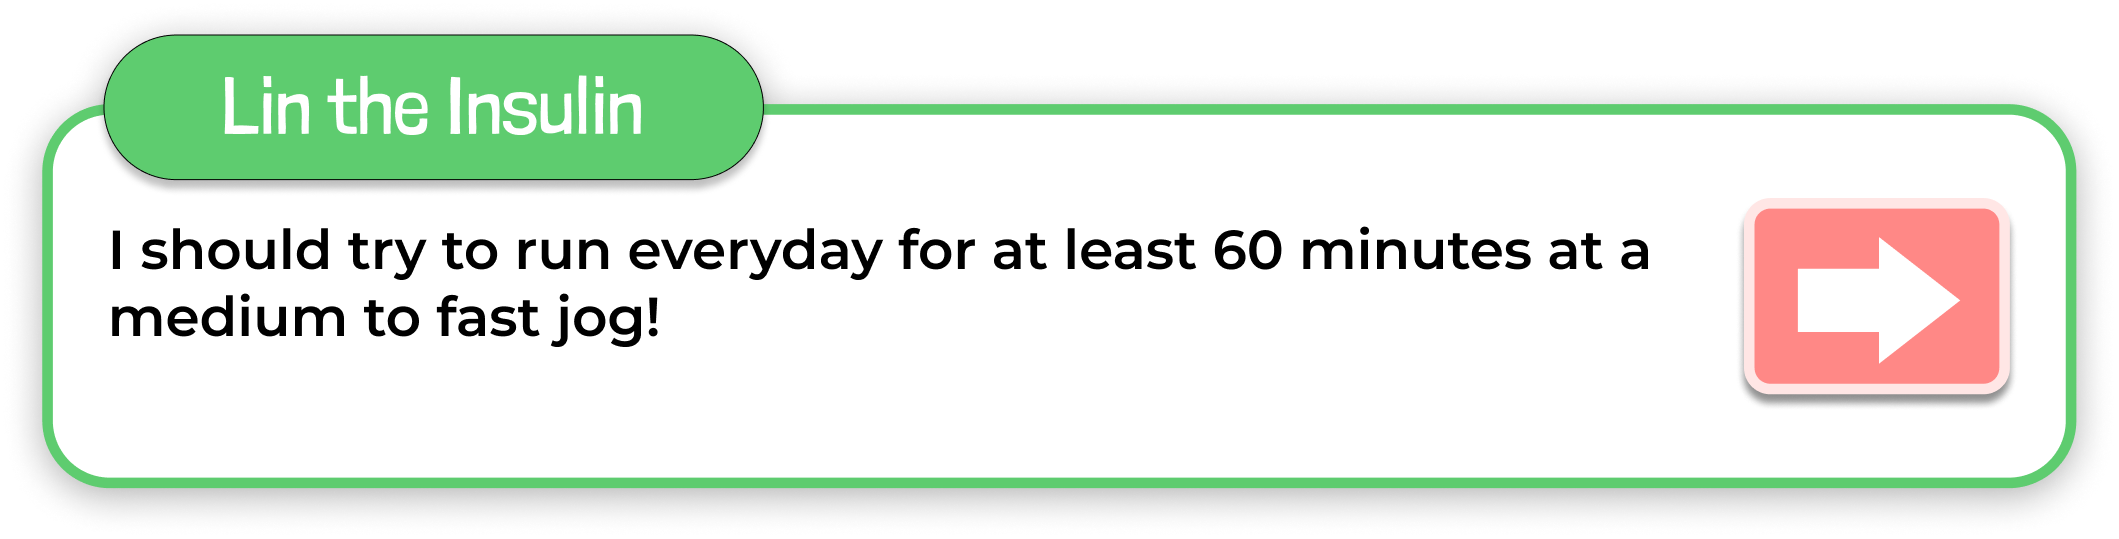 Lin the Insulin
I should try to run everyday for at least 60 minutes at a
medium to fast jog!